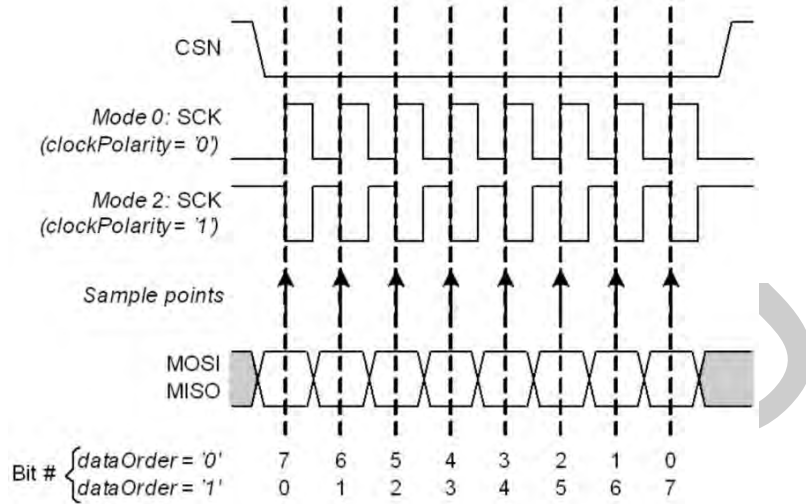 CSN
Mode 0: SCK
(clockPolarity = '0')
Mode 2: SCK
(clockPolarity = '1')
Sample points
MOSI
MISO
Bit # { dataOrder = '0' 7 6 5 4 3 2 1 0
dataOrder = '1' 0 1 2 3 4 5 6 7